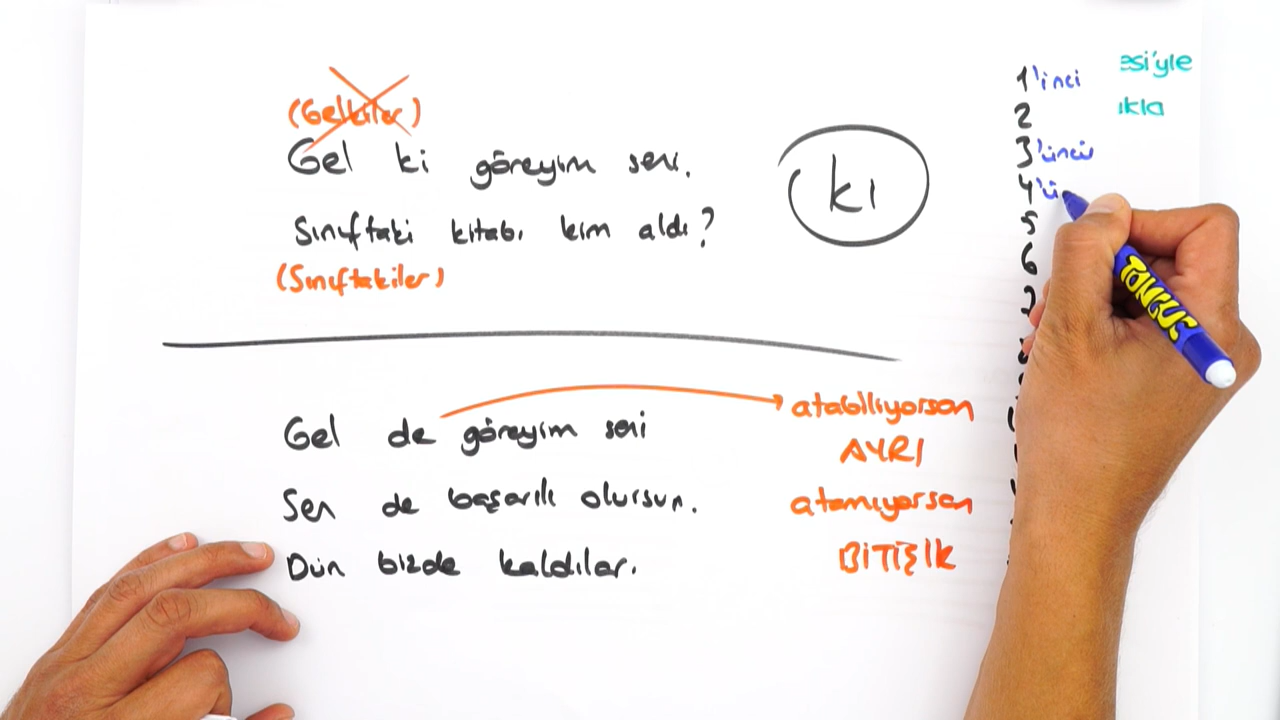 (Gelkiler)
Gel ki göreyim seni.
Sınıftaki kitabı kim aldı?
(Sınıftakiler)
ki
Gel de göreyim seni
Sen de başarılı olursun.
Dün bizde kaldılar.
atabiliyorsan
AYRI
atamıyorsan
BİTİŞİK
1'inci
2
3'üncü
4'ü
5
6
7
esi'yle
ıkla
TONGUÇ